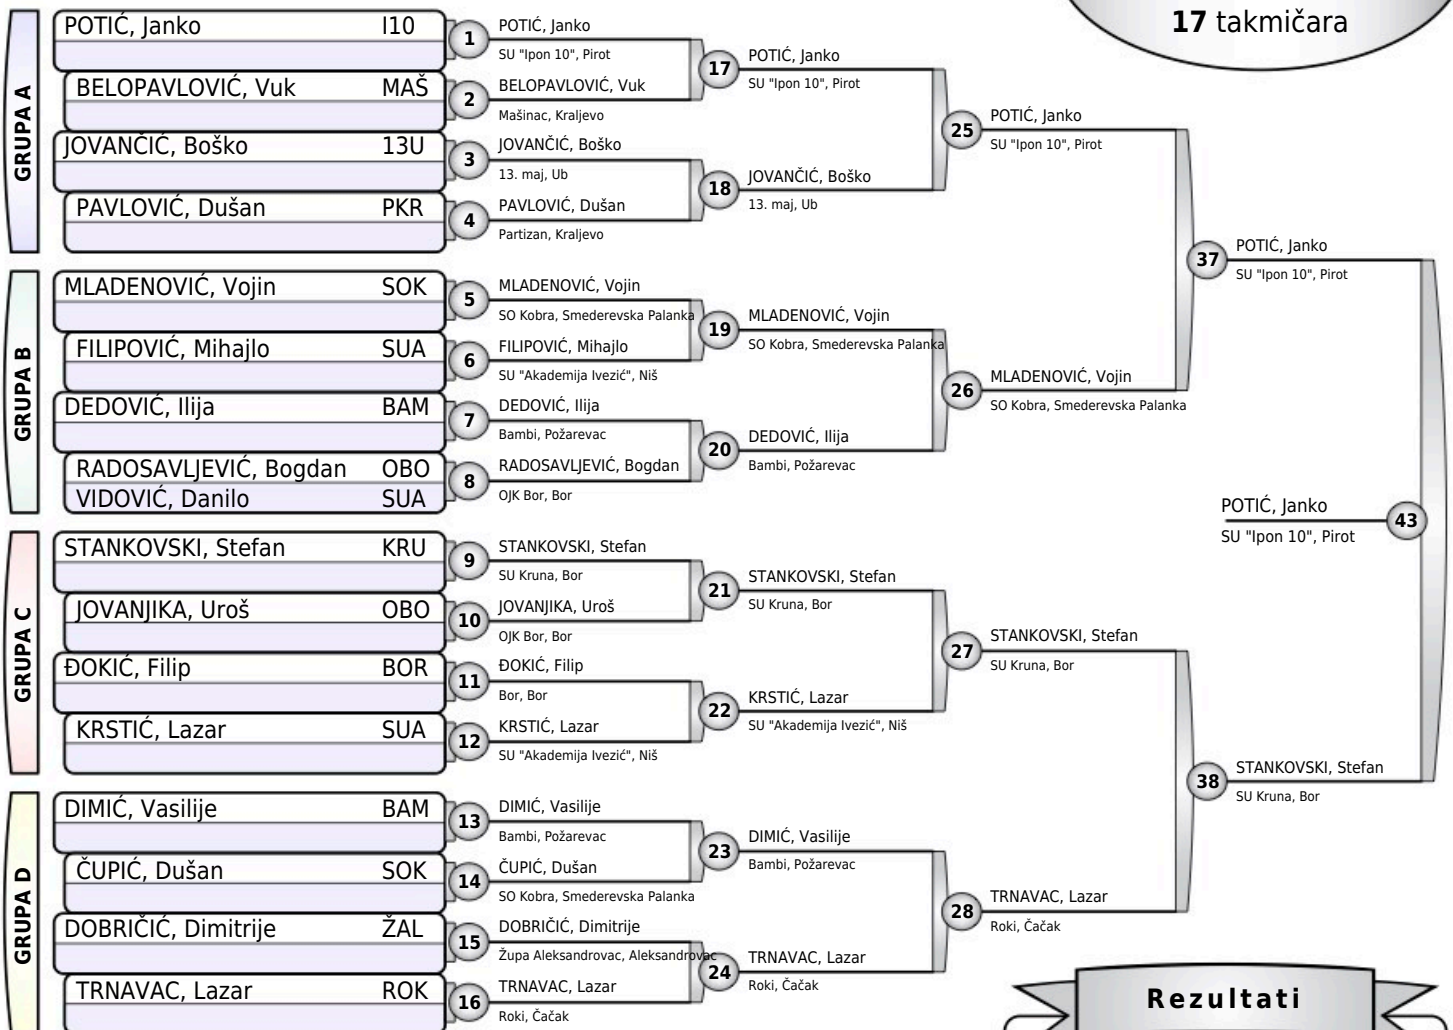 17 takmičara
GRUPA A
POTIĆ, Janko I10
BELOPAVLOVIĆ, Vuk MAŠ
JOVANČIĆ, Boško 13U
PAVLOVIĆ, Dušan PKR
GRUPA B
MLADENOVIĆ, Vojin SOK
FILIPOVIĆ, Mihajlo SUA
DEDOVIĆ, Ilija BAM
RADOSAVLJEVIĆ, Bogdan OBO
VIDOVIĆ, Danilo SUA
GRUPA C
STANKOVSKI, Stefan KRU
JOVANJIKA, Uroš OBO
ĐOKIĆ, Filip BOR
KRSTIĆ, Lazar SUA
GRUPA D
DIMIĆ, Vasilije BAM
ČUPIĆ, Dušan SOK
DOBRIČIĆ, Dimitrije ŽAL
TRNAVAC, Lazar ROK
1 POTIĆ, Janko
SU "Ipon 10", Pirot
2 BELOPAVLOVIĆ, Vuk
Mašinac, Kraljevo
3 JOVANČIĆ, Boško
13. maj, Ub
4 PAVLOVIĆ, Dušan
Partizan, Kraljevo
5 MLADENOVIĆ, Vojin
SO Kobra, Smederevska Palanka
6 FILIPOVIĆ, Mihajlo
SU "Akademija Ivezić", Niš
7 DEDOVIĆ, Ilija
Bambi, Požarevac
8 RADOSAVLJEVIĆ, Bogdan
OJK Bor, Bor
9 STANKOVSKI, Stefan
SU Kruna, Bor
10 JOVANJIKA, Uroš
OJK Bor, Bor
11 ĐOKIĆ, Filip
Bor, Bor
12 KRSTIĆ, Lazar
SU "Akademija Ivezić", Niš
13 DIMIĆ, Vasilije
Bambi, Požarevac
14 ČUPIĆ, Dušan
SO Kobra, Smederevska Palanka
15 DOBRIČIĆ, Dimitrije
Župa Aleksandrovac, Aleksandrovac
16 TRNAVAC, Lazar
Roki, Čačak
17 POTIĆ, Janko
SU "Ipon 10", Pirot
18 JOVANČIĆ, Boško
13. maj, Ub
19 MLADENOVIĆ, Vojin
SO Kobra, Smederevska Palanka
20 DEDOVIĆ, Ilija
Bambi, Požarevac
21 STANKOVSKI, Stefan
SU Kruna, Bor
22 KRSTIĆ, Lazar
SU "Akademija Ivezić", Niš
23 DIMIĆ, Vasilije
Bambi, Požarevac
24 TRNAVAC, Lazar
Roki, Čačak
25 POTIĆ, Janko
SU "Ipon 10", Pirot
26 MLADENOVIĆ, Vojin
SO Kobra, Smederevska Palanka
27 STANKOVSKI, Stefan
SU Kruna, Bor
28 TRNAVAC, Lazar
Roki, Čačak
37 POTIĆ, Janko
SU "Ipon 10", Pirot
38 STANKOVSKI, Stefan
SU Kruna, Bor
POTIĆ, Janko 43
SU "Ipon 10", Pirot
Rezultati